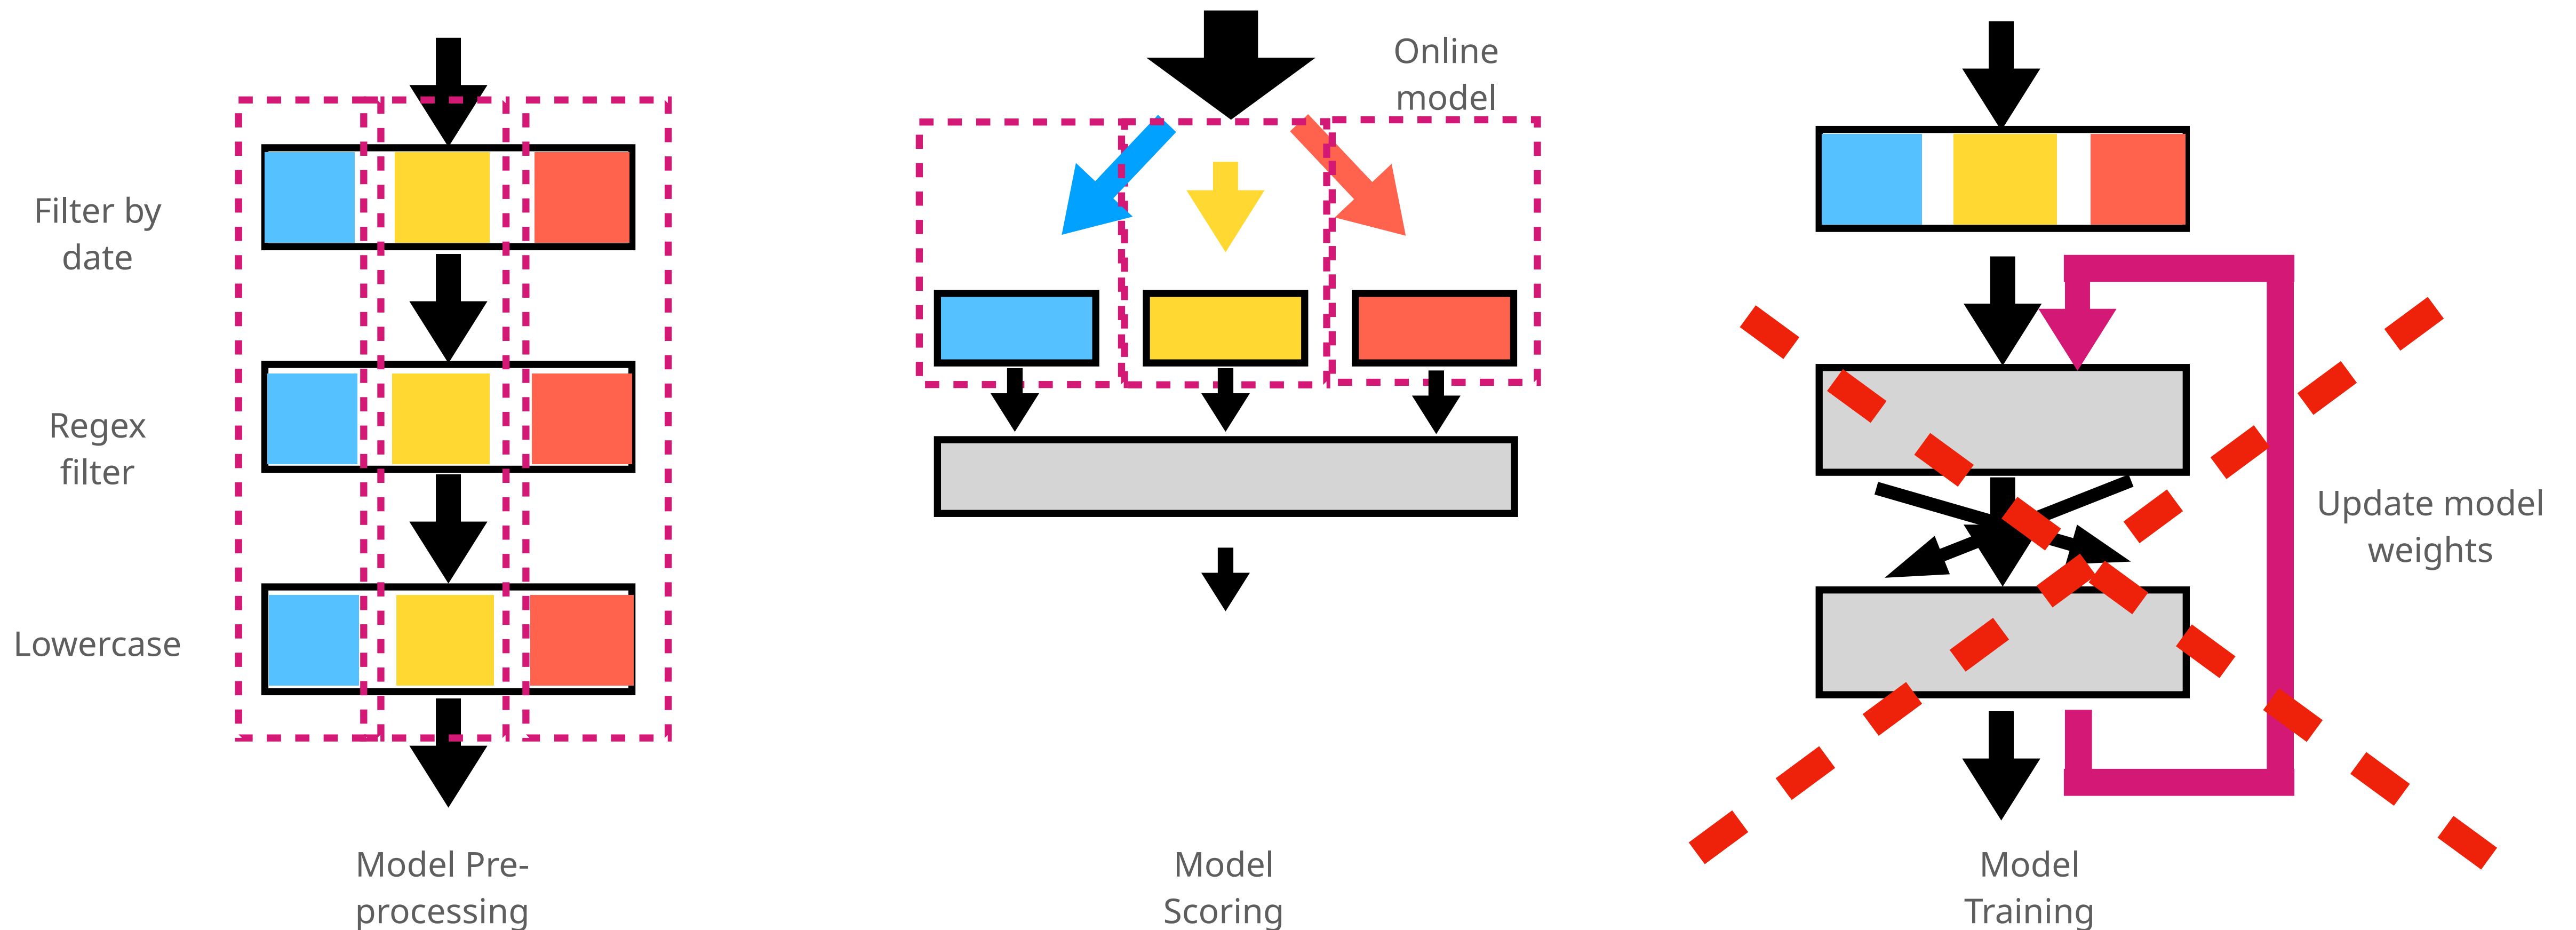 Filter by
date
Regex
filter
Lowercase
Model Pre-
processing
Online
model
Model
Scoring
Update model
weights
Model
Training